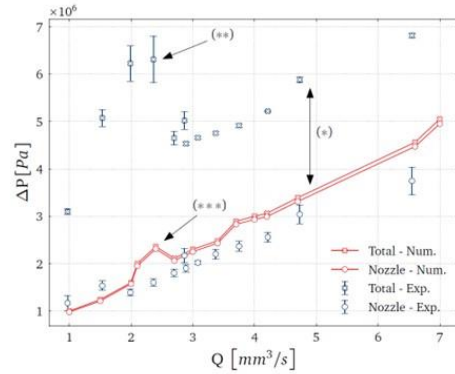 ×10⁶
7
6
5
4
3
2
1
ΔP[Pa]
(**)
(*)
(***)
Total - Num.
Nozzle - Num.
Total - Exp.
Nozzle - Exp.
1 2 3 4 5 6 7
Q [mm³/s]